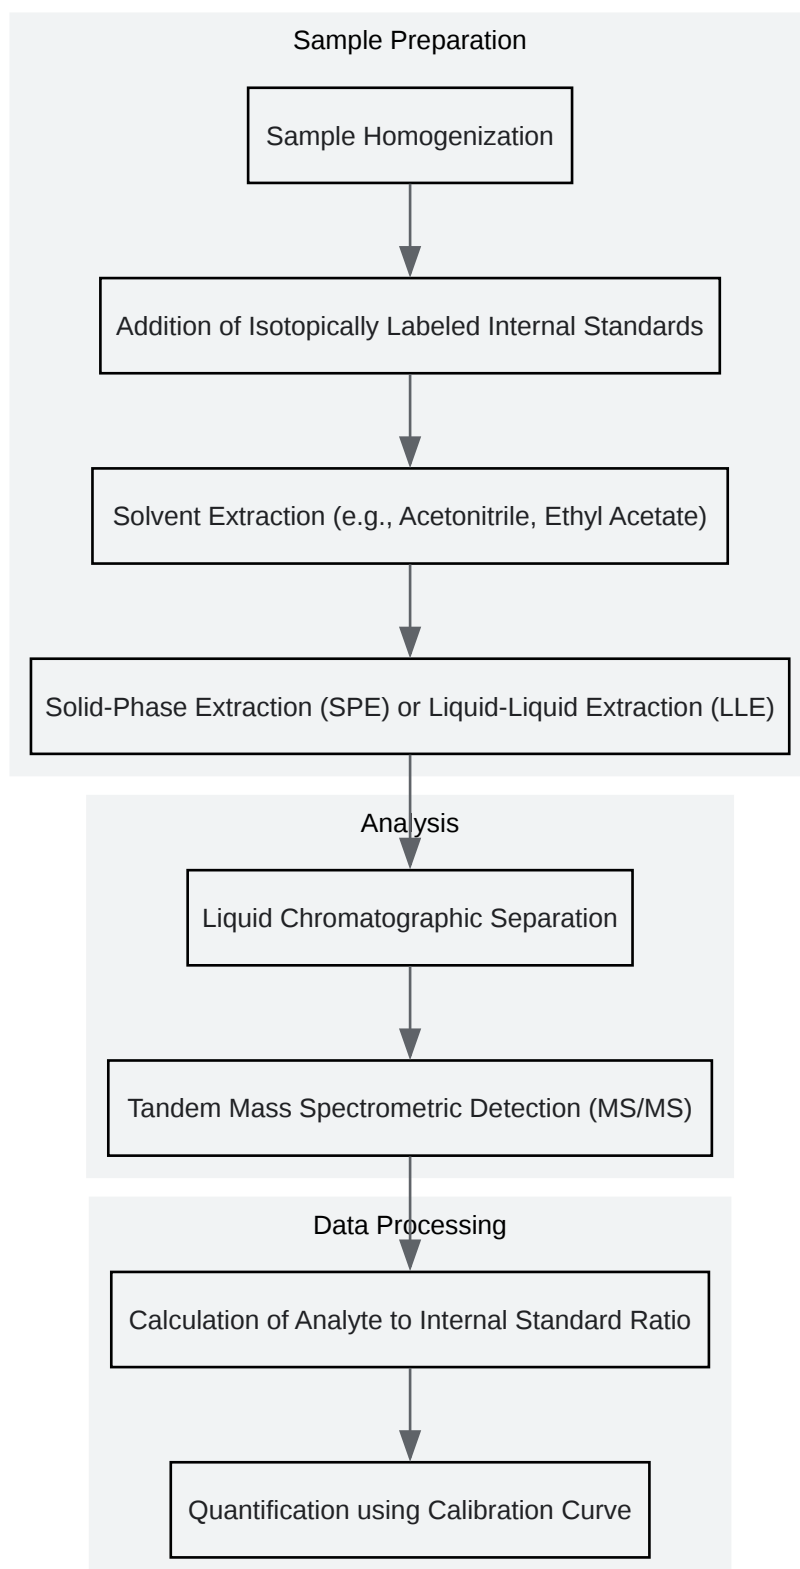 Sample Preparation
Sample Homogenization
Addition of Isotopically Labeled Internal Standards
Solvent Extraction (e.g., Acetonitrile, Ethyl Acetate)
Solid-Phase Extraction (SPE) or Liquid-Liquid Extraction (LLE)
Analysis
Liquid Chromatographic Separation
Tandem Mass Spectrometric Detection (MS/MS)
Data Processing
Calculation of Analyte to Internal Standard Ratio
Quantification using Calibration Curve